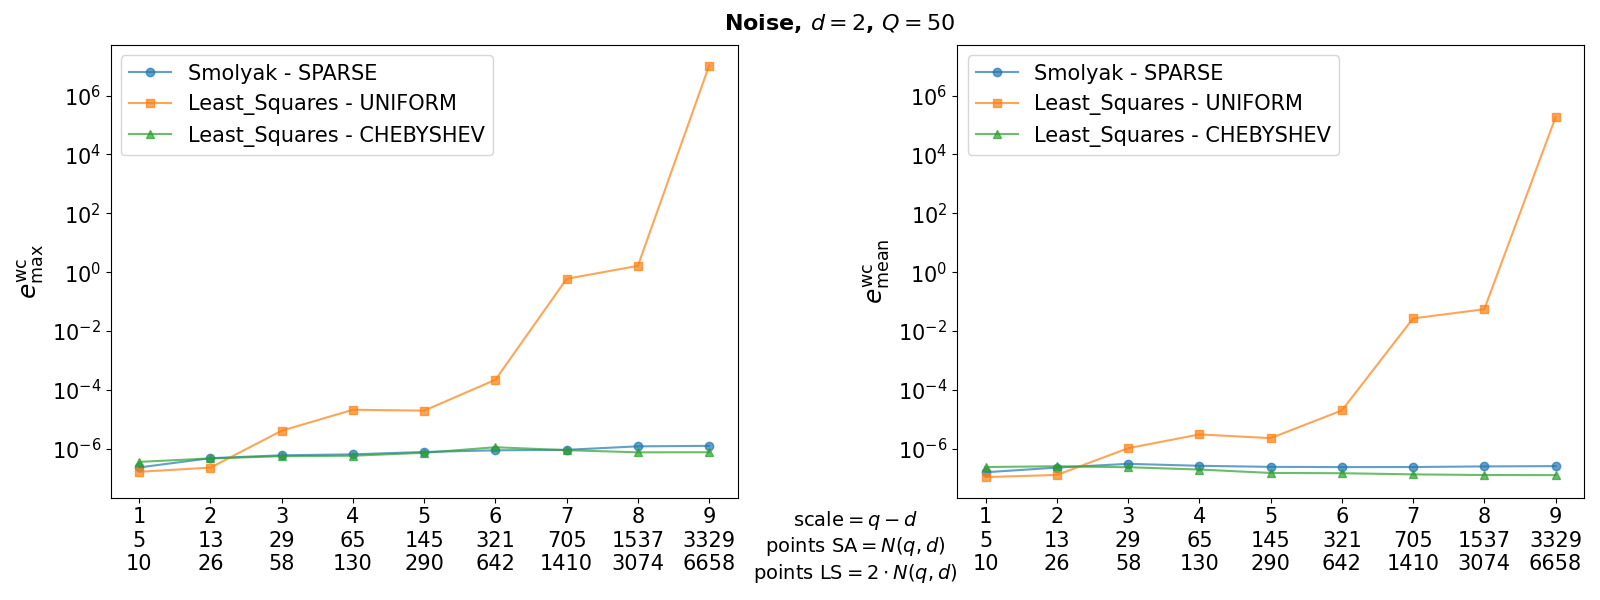 Noise, d = 2, Q = 50
Smolyak - SPARSE
Least_Squares - UNIFORM
Least_Squares - CHEBYSHEV
10^6
10^4
10^2
10^0
10^-2
10^-4
10^-6
e^wc_max
1 2 3 4 5 6 7 8 9
5 13 29 65 145 321 705 1537 3329
10 26 58 130 290 642 1410 3074 6658
scale = q − d
points SA = N(q, d)
points LS = 2 · N(q, d)
Smolyak - SPARSE
Least_Squares - UNIFORM
Least_Squares - CHEBYSHEV
10^6
10^4
10^2
10^0
10^-2
10^-4
10^-6
e^wc_mean
1 2 3 4 5 6 7 8 9
5 13 29 65 145 321 705 1537 3329
10 26 58 130 290 642 1410 3074 6658